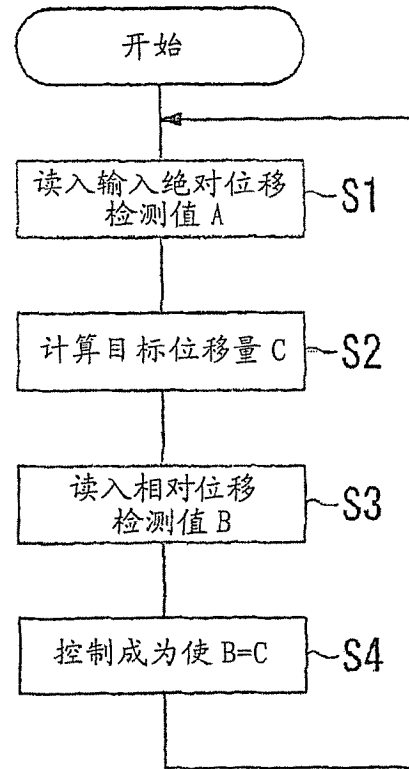 开始
读入输入绝对位移
检测值 A
S1
计算目标位移量 C
S2
读入相对位移
检测值 B
S3
控制成为使 B=C
S4